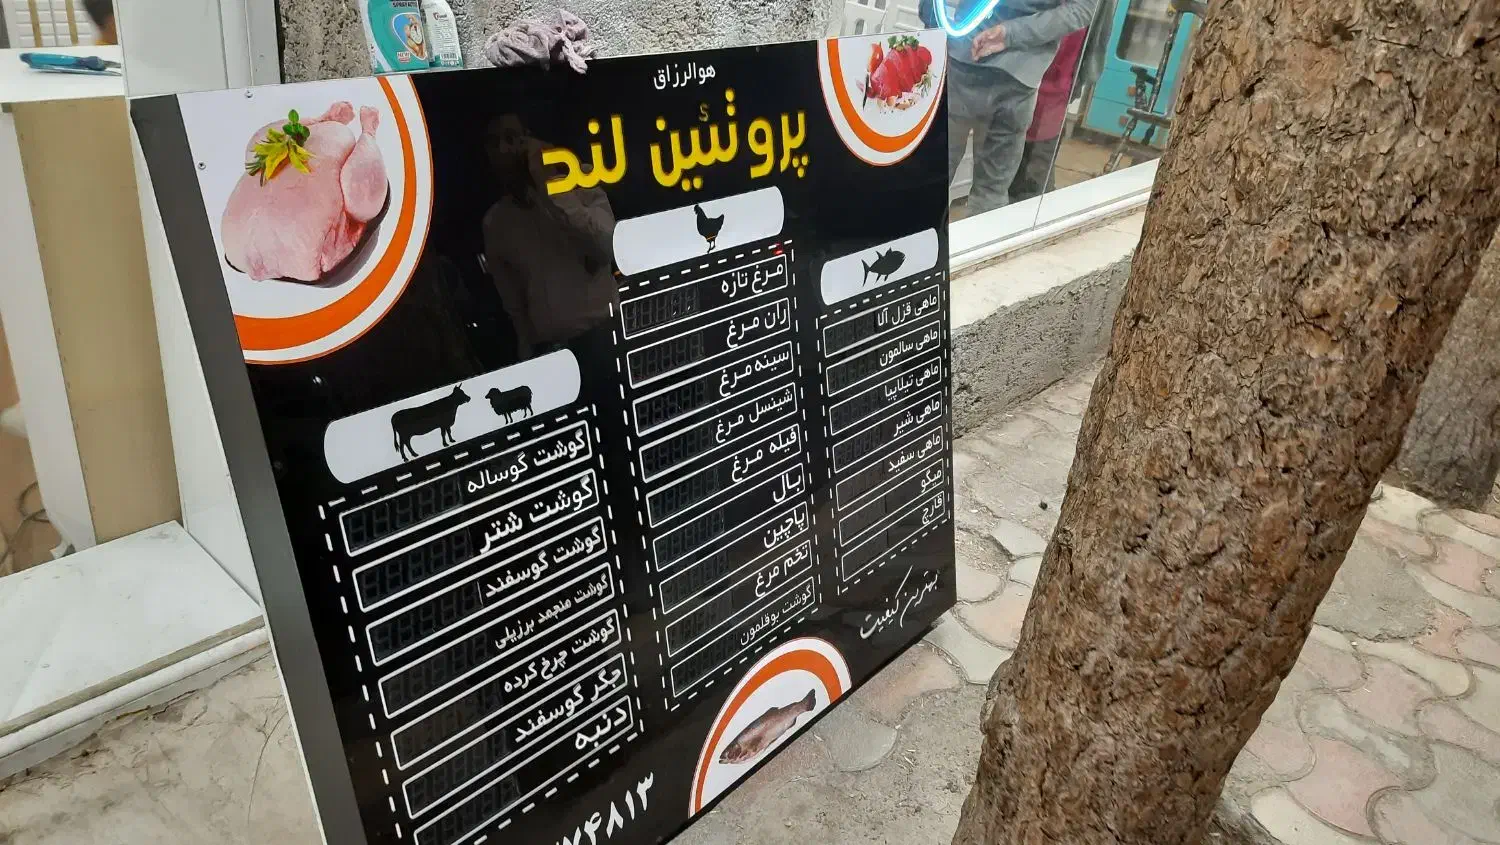 هوالرزاق
پروتئین لند
ماهی قزل آلا
ماهی سالمون
ماهی تیلاپیا
ماهی شیر
ماهی سفید
میگو
قارچ
بهترین کیفیت
مرغ تازه
ران مرغ
سینه مرغ
شینسل مرغ
فیله مرغ
بال
پاچین
تخم مرغ
گوشت بوقلمون
گوشت گوساله
گوشت شتر
گوشت گوسفند
گوشت منجمد برزیلی
گوشت چرخ کرده
جگر گوسفند
دنبه